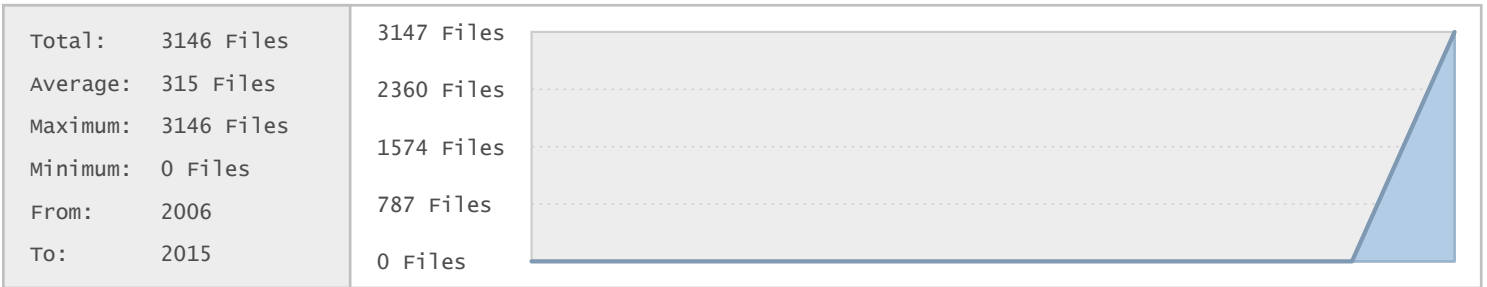 Total: 3146 Files
Average: 315 Files
Maximum: 3146 Files
Minimum: 0 Files
From: 2006
To: 2015
3147 Files
2360 Files
1574 Files
787 Files
0 Files